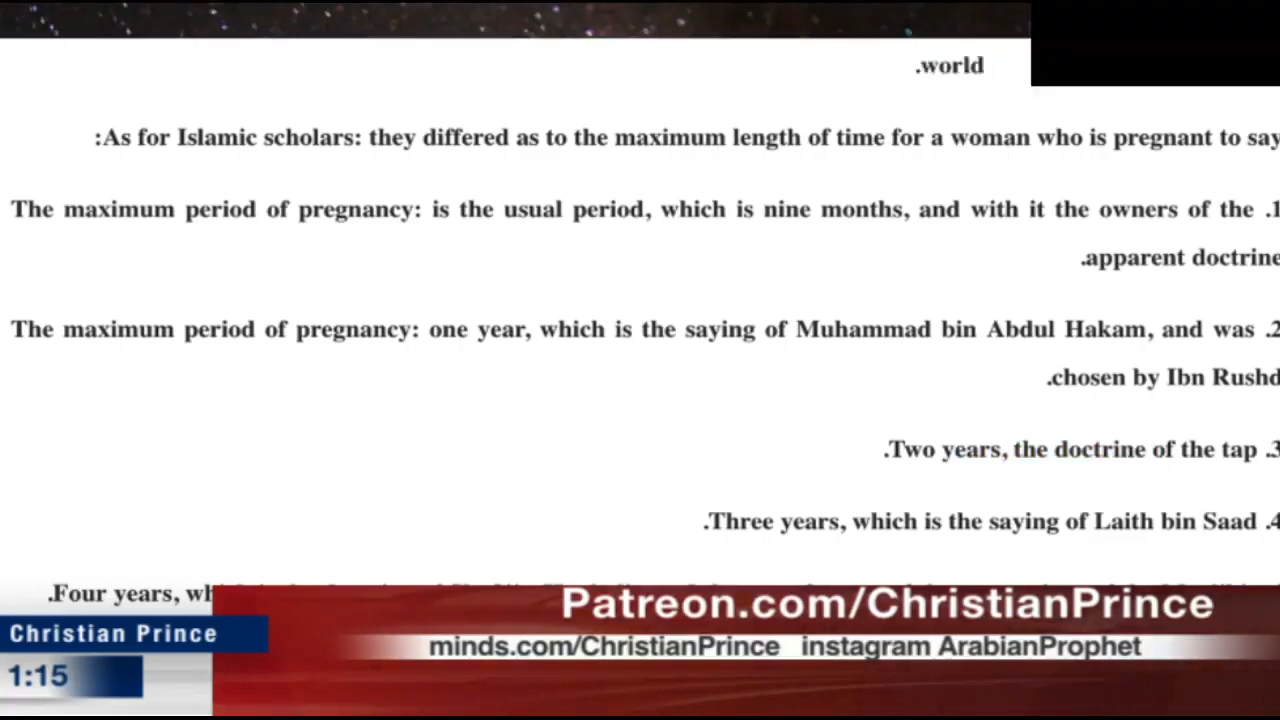 .world
:As for Islamic scholars: they differed as to the maximum length of time for a woman who is pregnant to say
The maximum period of pregnancy: is the usual period, which is nine months, and with it the owners of the .1
.apparent doctrine
The maximum period of pregnancy: one year, which is the saying of Muhammad bin Abdul Hakam, and was .2
.chosen by Ibn Rushd
.Two years, the doctrine of the tap .3
.Three years, which is the saying of Laith bin Saad .4
.Four years,
Patreon.com/ChristianPrince
Christian Prince
minds.com/ChristianPrince instagram ArabianProphet
1:15